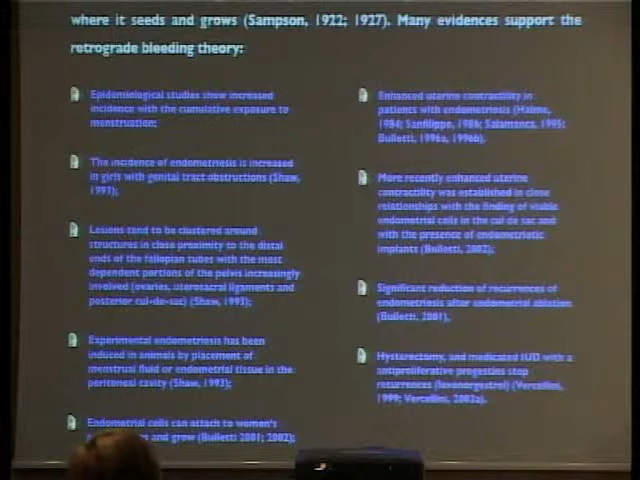 where it seeds and grows (Sampson, 1922; 1927). Many evidences support the
retrograde bleeding theory:
Epidemiological studies show increased
incidence with the cumulative exposure to
menstruation;
The incidence of endometriosis is increased
in girls with genital tract obstructions (Shaw,
1993);
Lesions tend to be clustered around
structures in close proximity to the distal
ends of the fallopian tubes with the most
dependent portions of the pelvis increasingly
involved (ovaries, uterosacral ligaments and
posterior cul-de-sac) (Shaw, 1993);
Experimental endometriosis has been
induced in animals by placement of
menstrual fluid or endometrial tissue in the
peritoneal cavity (Shaw, 1993);
Endometrial cells can attach to women's
and grow (Bulletti 2001; 2002);
Enhanced uterine contractility in
patients with endometriosis
1984; Sanfilippo, 1986; Salamanca, 1995;
Bulletti, 1996a, 1996b).
More recently enhanced uterine
contractility was established in close
relationships with the finding of viable
endometrial cells in the cul de sac and
with the presence of endometriotic
implants (Bulletti, 2002);
Significant reduction of recurrences of
endometriosis after endometrial ablation
(Bulletti, 2001),
Hysterectomy, and medicated IUD with a
antiproliferative progestins stop
recurrences (levonorgestrol) (Vercellini,
1999; Vercellini, 2003a).